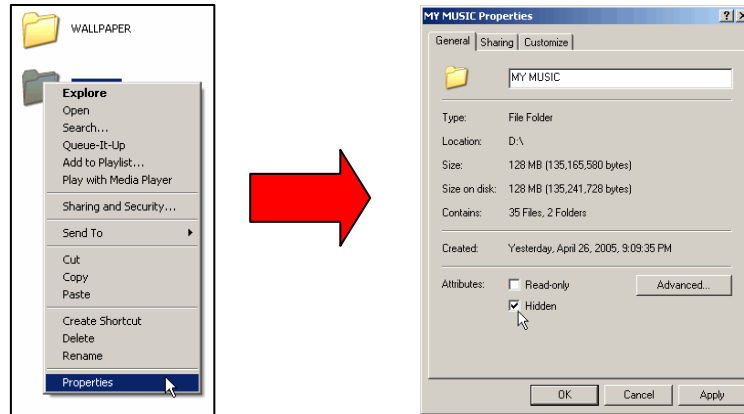 WALLPAPER
Explore
Open
Search...
Queue-It-Up
Add to Playlist...
Play with Media Player
Sharing and Security...
Send To
Cut
Copy
Paste
Create Shortcut
Delete
Rename
Properties
MY MUSIC Properties
General Sharing Customize
MY MUSIC
Type: File Folder
Location: D:\
Size: 128 MB (135,165,580 bytes)
Size on disk: 128 MB (135,241,728 bytes)
Contains: 35 Files, 2 Folders
Created: Yesterday, April 26, 2005, 9:09:35 PM
Attributes: Read-only Advanced...
Hidden
OK Cancel Apply